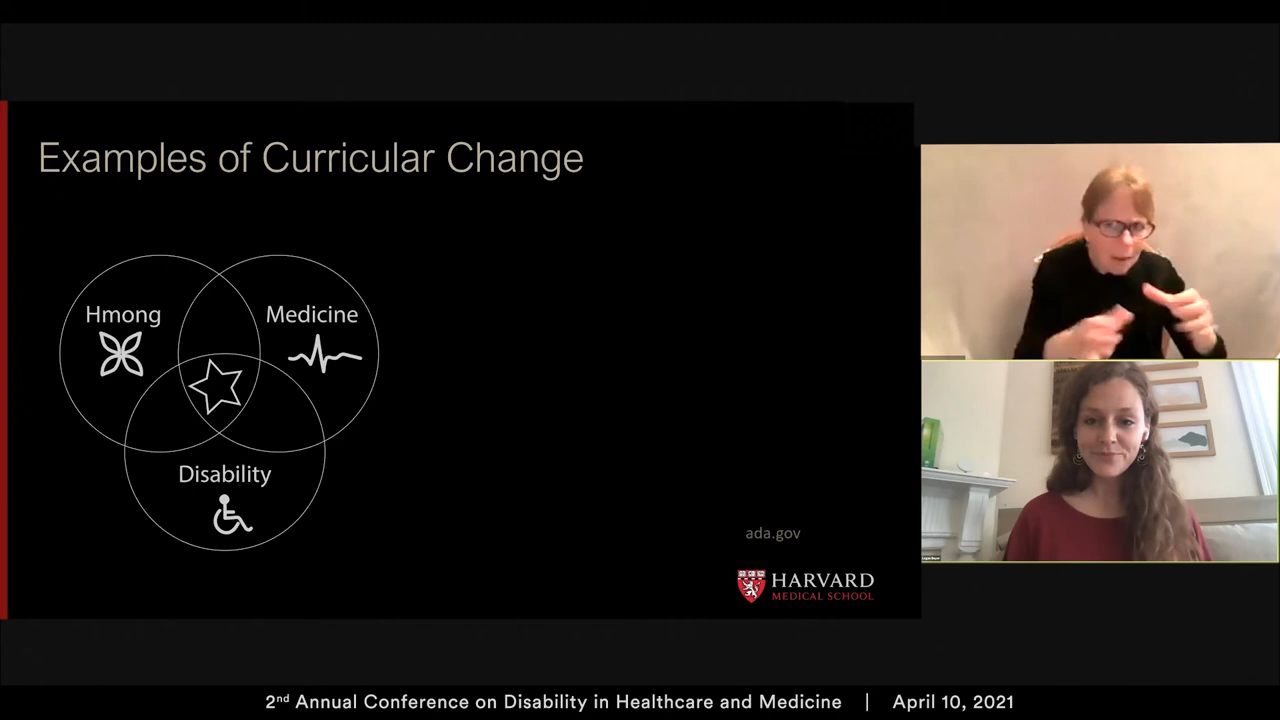 Examples of Curricular Change
Hmong
Medicine
Disability
ada.gov
HARVARD
MEDICAL SCHOOL
2nd Annual Conference on Disability in Healthcare and Medicine | April 10, 2021